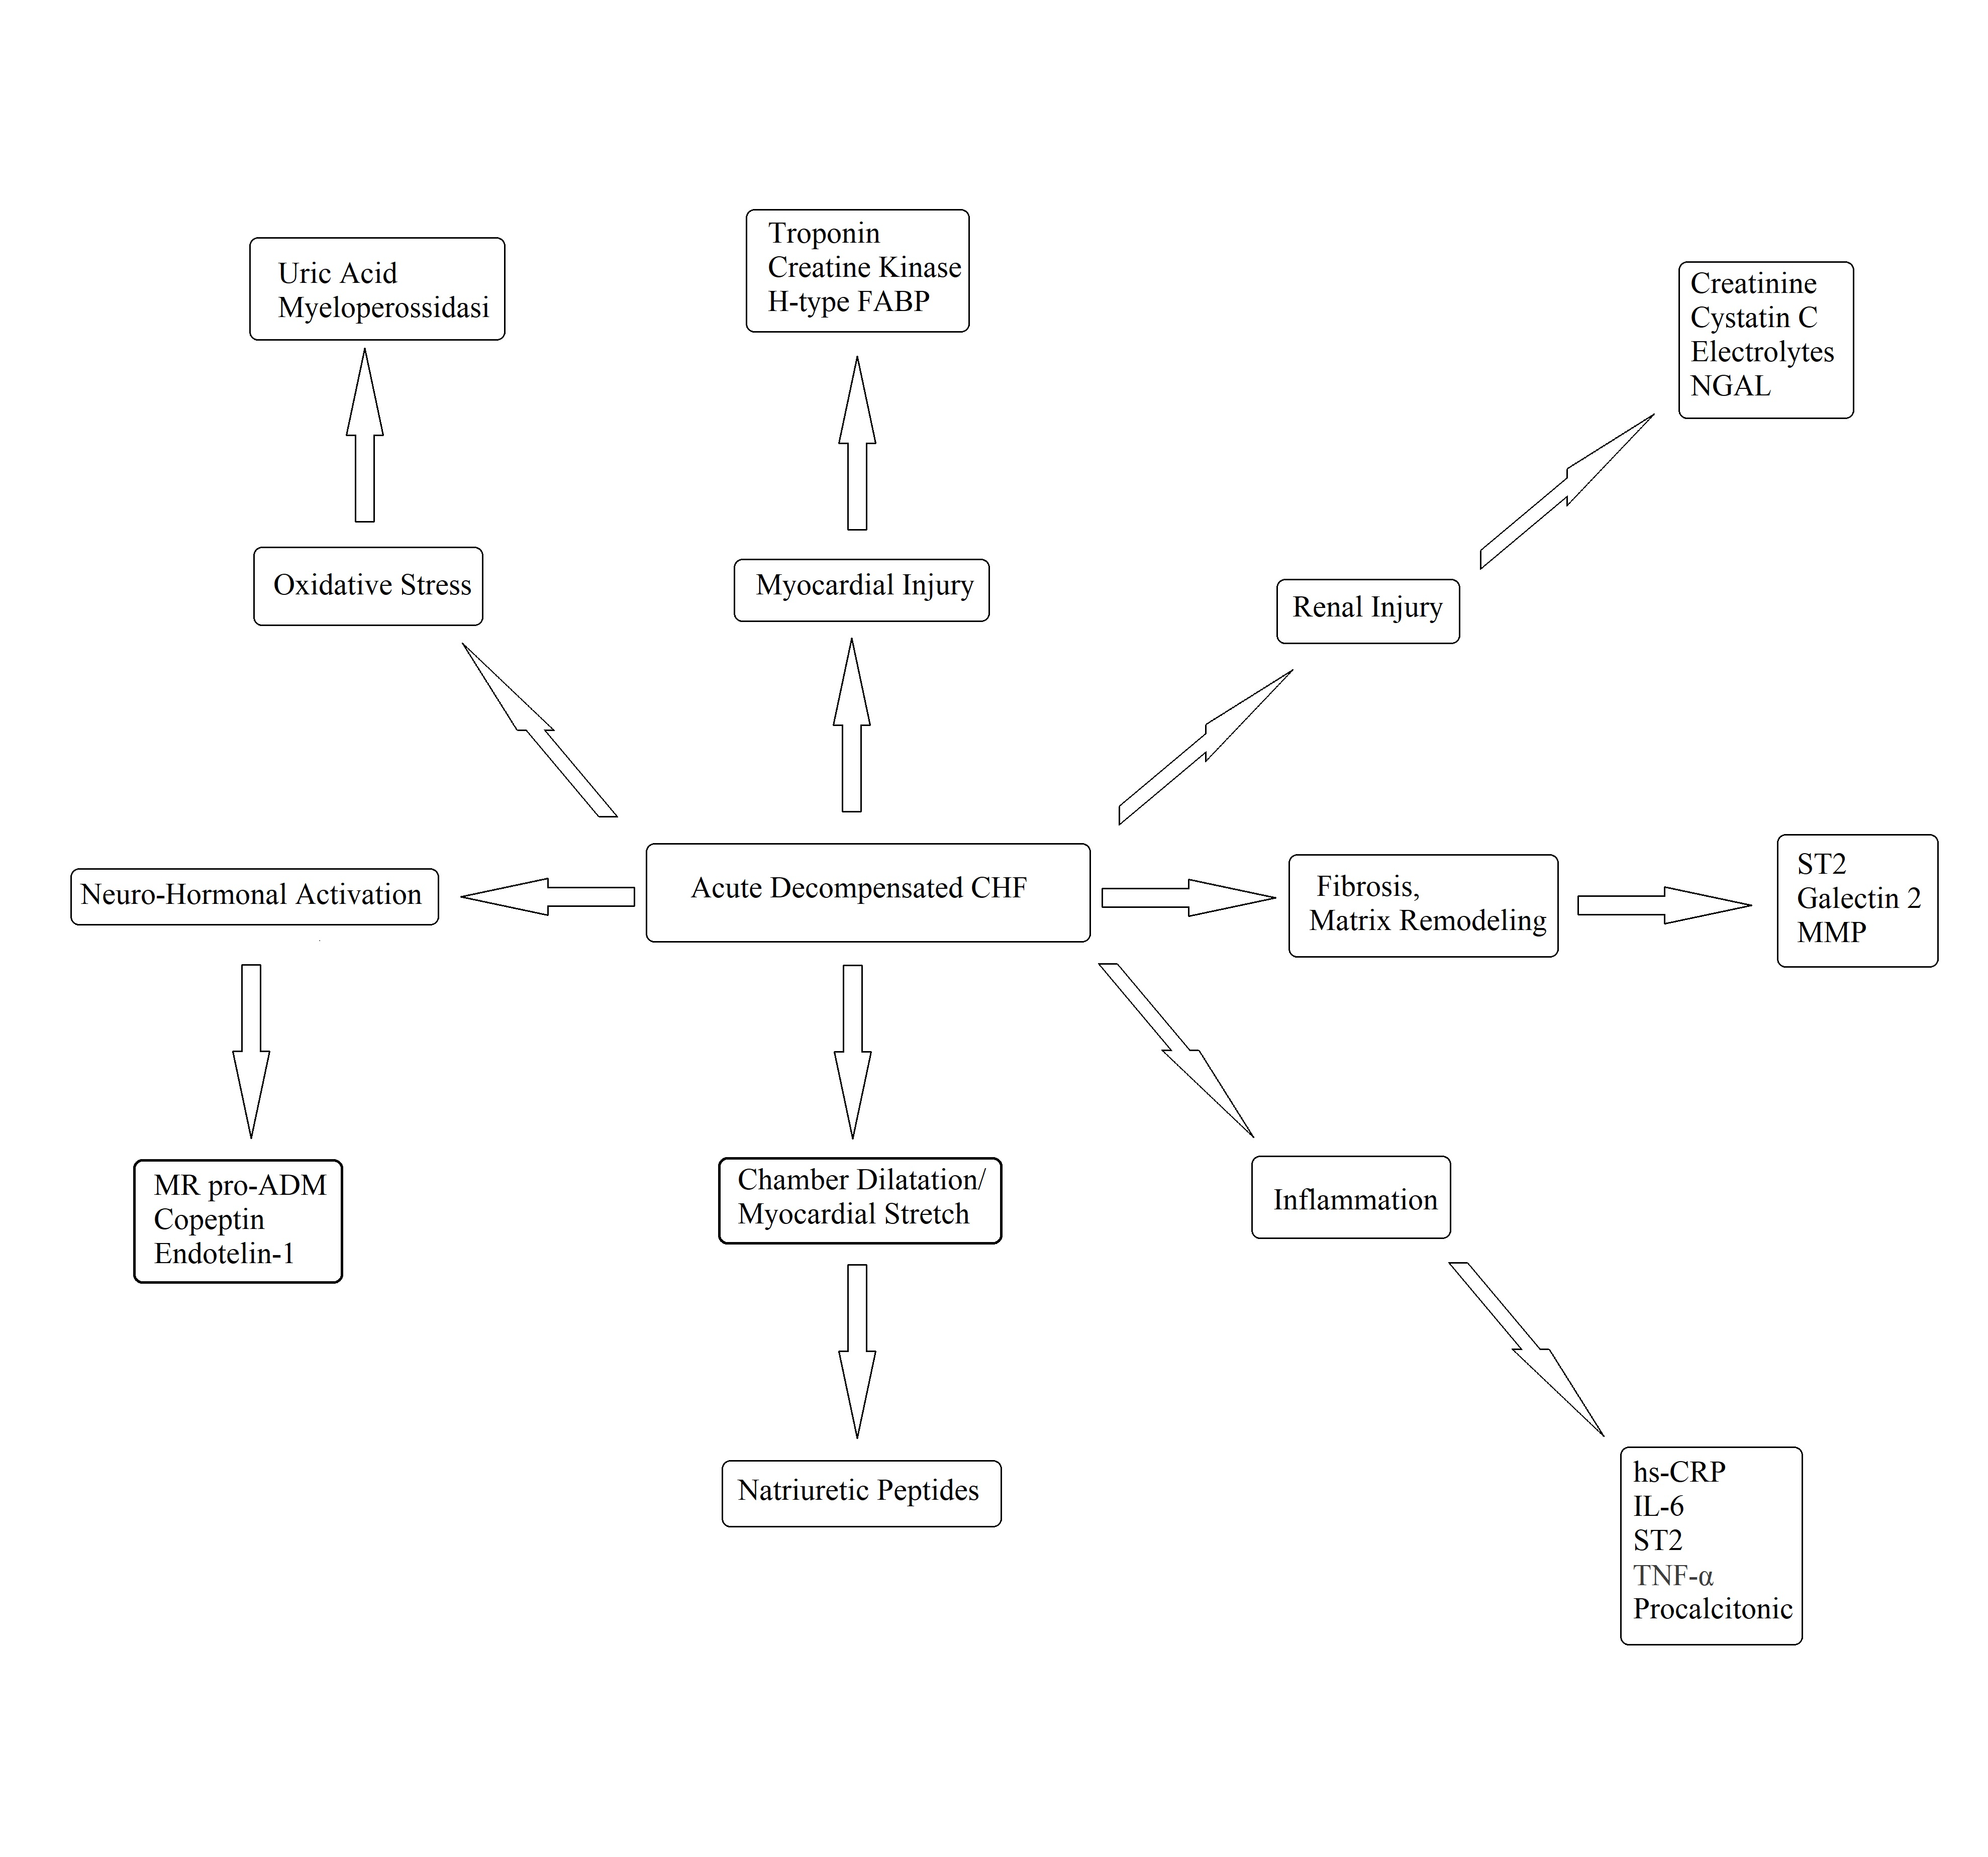 Troponin
Creatine Kinase
H-type FABP
Uric Acid
Myeloperossidasi
Creatinine
Cystatin C
Electrolytes
NGAL
Oxidative Stress
Myocardial Injury
Renal Injury
Neuro-Hormonal Activation
Acute Decompensated CHF
Fibrosis,
Matrix Remodeling
ST2
Galectin 2
MMP
MR pro-ADM
Copeptin
Endotelin-1
Chamber Dilatation/
Myocardial Stretch
Inflammation
Natriuretic Peptides
hs-CRP
IL-6
ST2
TNF-α
Procalcitonic